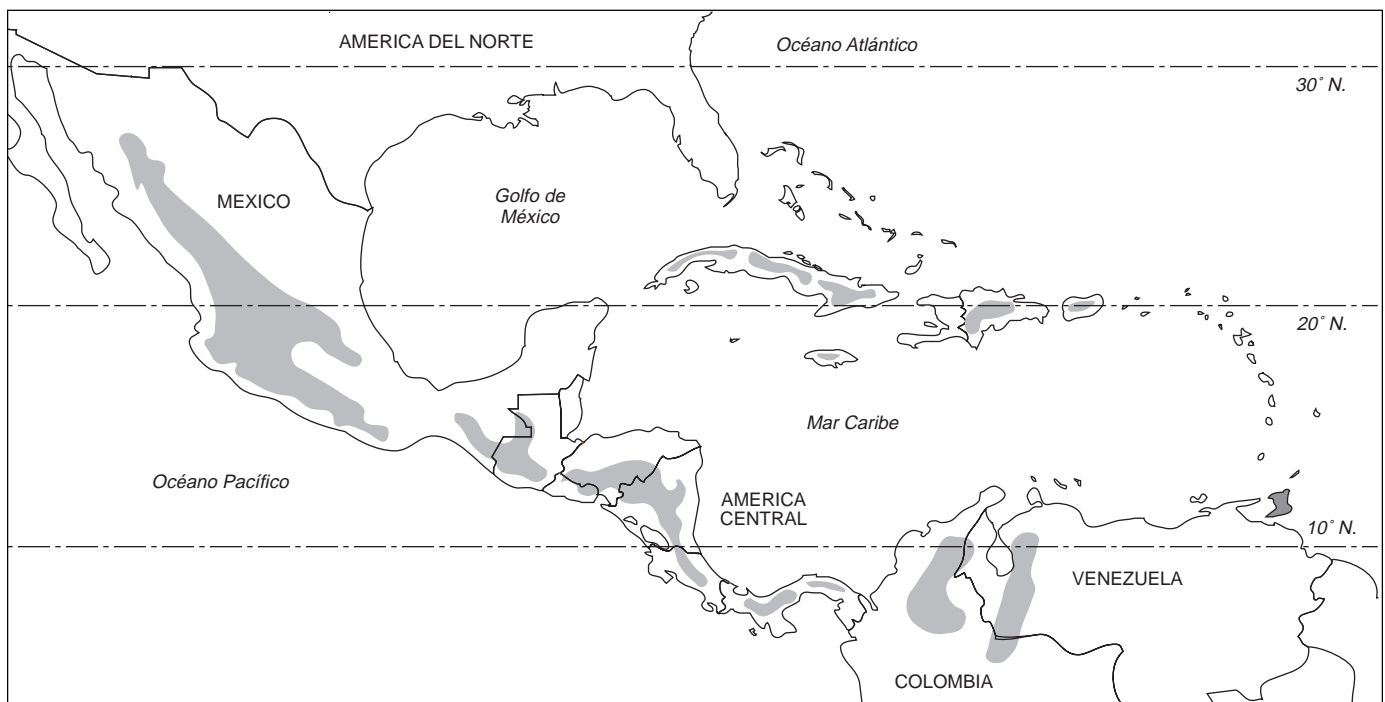 AMERICA DEL NORTE
Océano Atlántico
30° N.
MEXICO
Golfo de
México
20° N.
Mar Caribe
Océano Pacífico
AMERICA
CENTRAL
10° N.
VENEZUELA
COLOMBIA